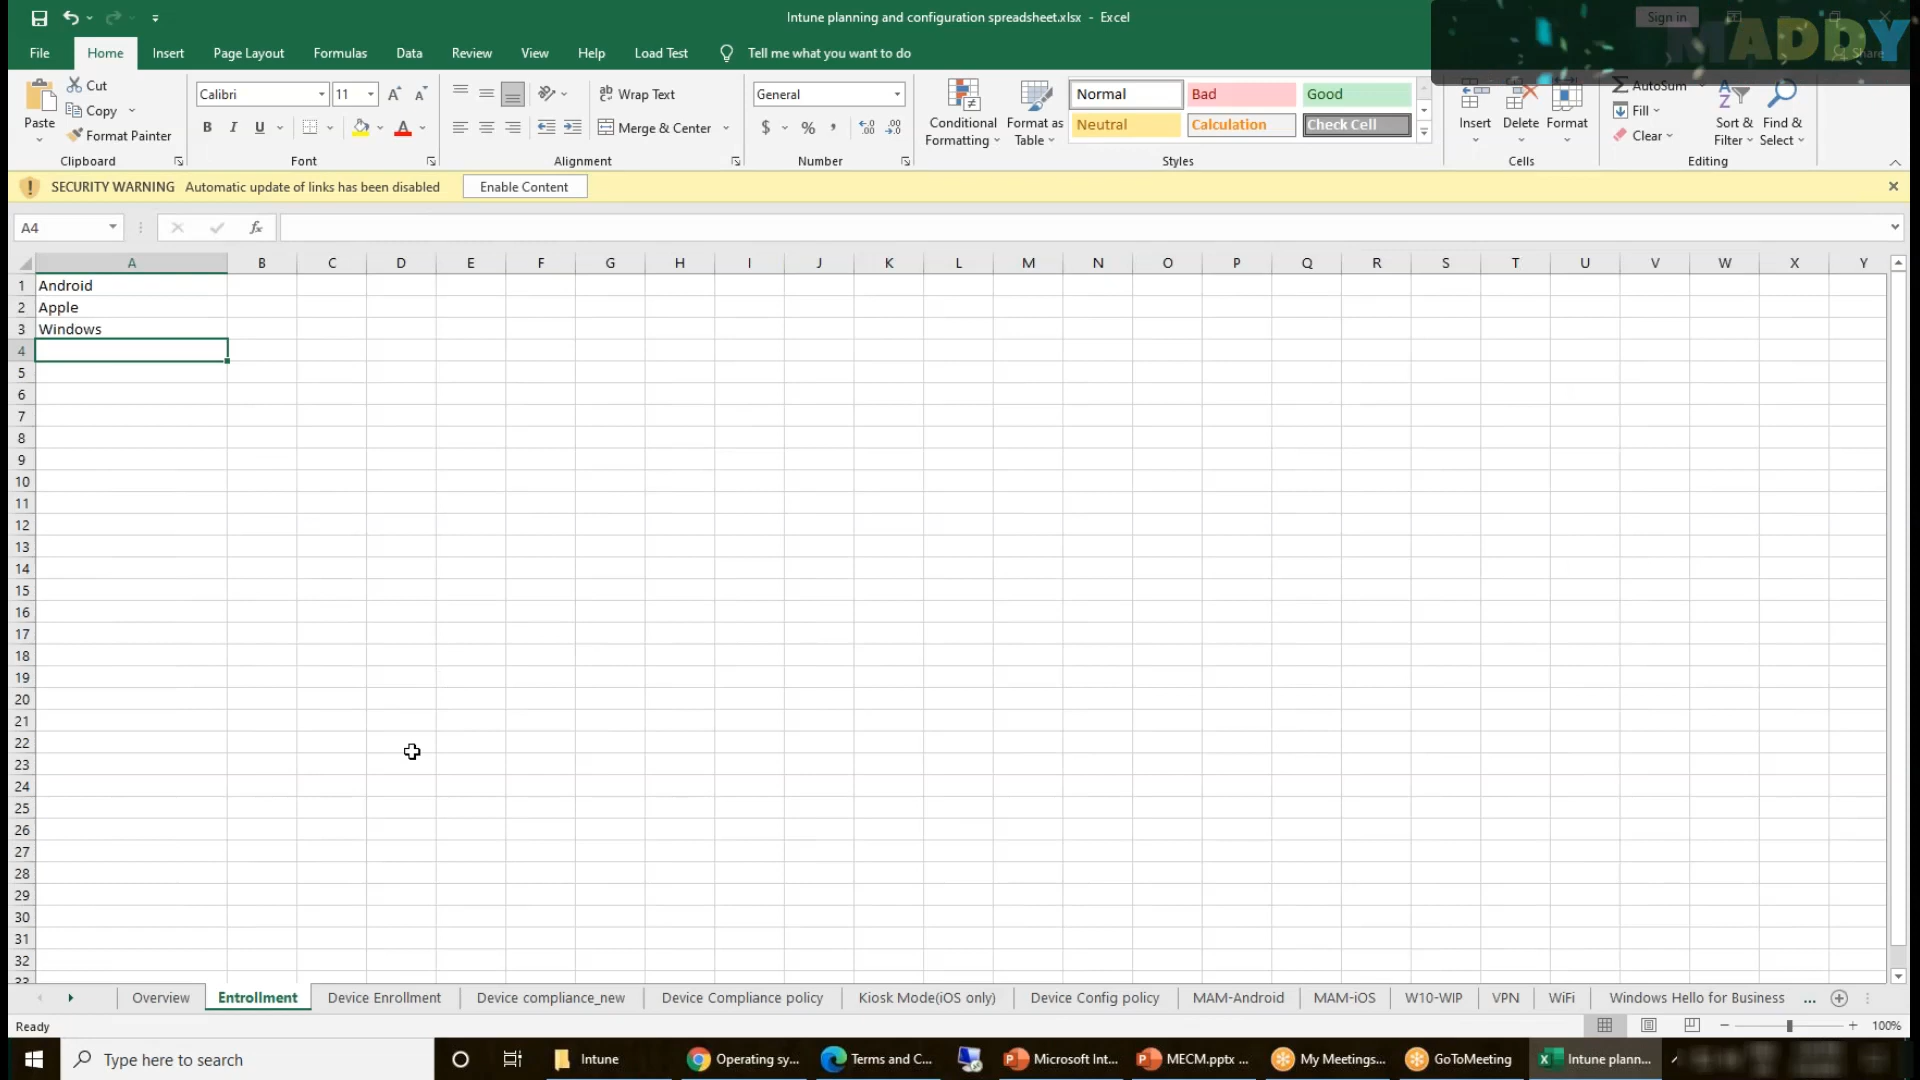 Intune planning and configuration spreadsheet.xlsx - Excel
Sign in
MADDY
File Home Insert Page Layout Formulas Data Review View Help Load Test Tell me what you want to do
Share
Paste
Cut
Copy
Format Painter
Clipboard
Calibri 11
B I U
Font
Wrap Text
Merge & Center
Alignment
General
$ % ,
Number
Conditional Formatting
Format as Table
Normal Bad Good
Neutral Calculation Check Cell
Styles
Insert Delete Format
Cells
AutoSum
Fill
Clear
Sort & Filter
Find & Select
Editing
SECURITY WARNING Automatic update of links has been disabled Enable Content
A4 fx
A B C D E F G H I J K L M N O P Q R S T U V W X Y
1 Android
2 Apple
3 Windows
4
5
6
7
8
9
10
11
12
13
14
15
16
17
18
19
20
21
22
23
24
25
26
27
28
29
30
31
32
33
Overview Entrollment Device Enrollment Device compliance_new Device Compliance policy Kiosk Mode(iOS only) Device Config policy MAM-Android MAM-iOS W10-WIP VPN WiFi Windows Hello for Business ...
Ready 100%
Type here to search Intune Operating sy... Terms and C... Microsoft Int... MECM.pptx ... My Meetings... GoToMeeting Intune plann...